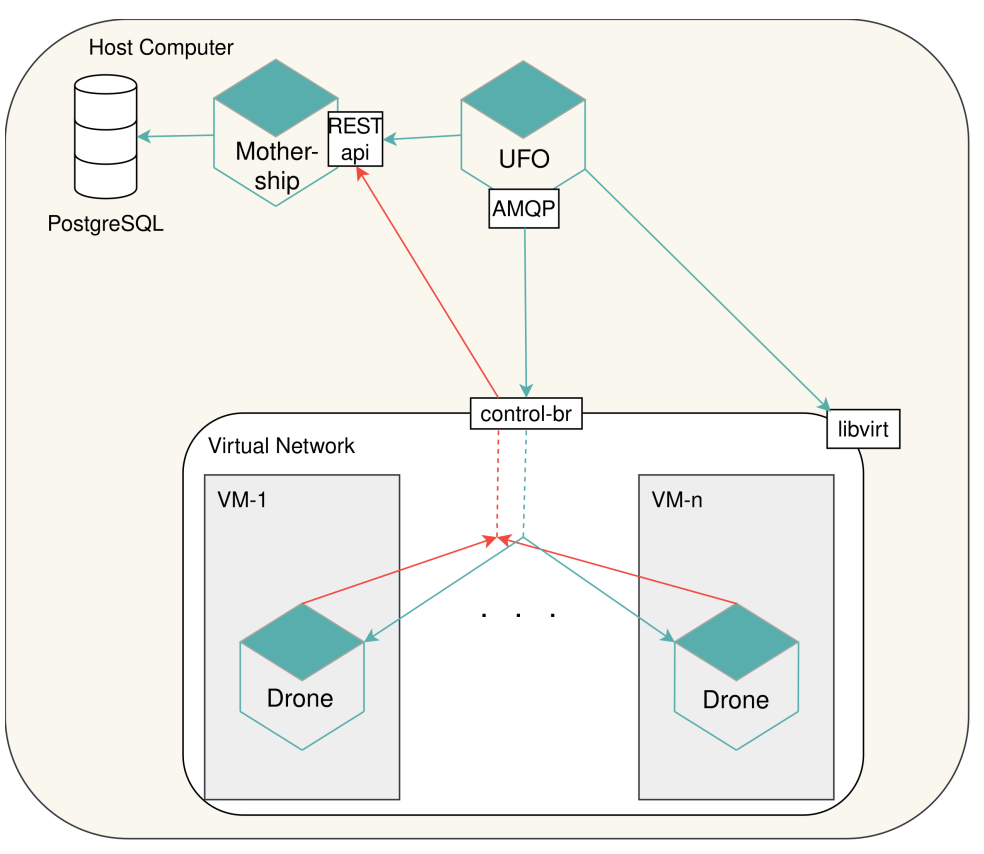 Host Computer
REST
api
Mother-
ship
UFO
AMQP
PostgreSQL
control-br
libvirt
Virtual Network
VM-1
VM-n
. . .
Drone
Drone